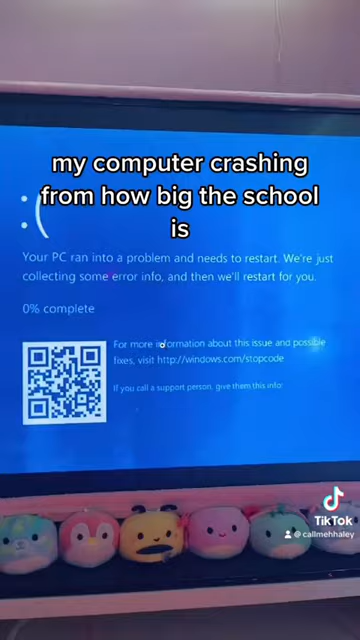 my computer crashing
from how big the school
is
:(
Your PC ran into a problem and needs to restart. We're just
collecting some error info, and then we'll restart for you.
0% complete
For more information about this issue and possible
fixes, visit http://windows.com/stopcode
If you call a support person, give them this info:
TikTok
@callmehhaley